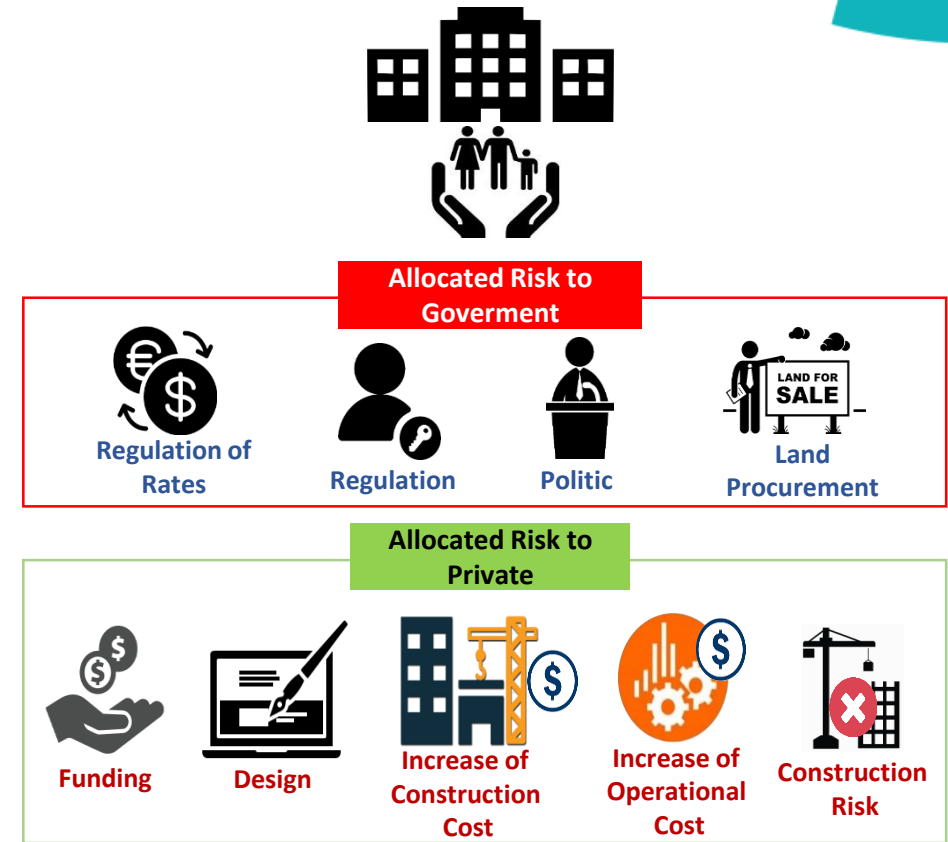 Allocated Risk to
Goverment
€
$
LAND FOR
SALE
Regulation of
Rates
Regulation
Politic
Land
Procurement
Allocated Risk to
Private
$
$
$
$
Funding
Design
Increase of
Construction
Cost
Increase of
Operational
Cost
Construction
Risk